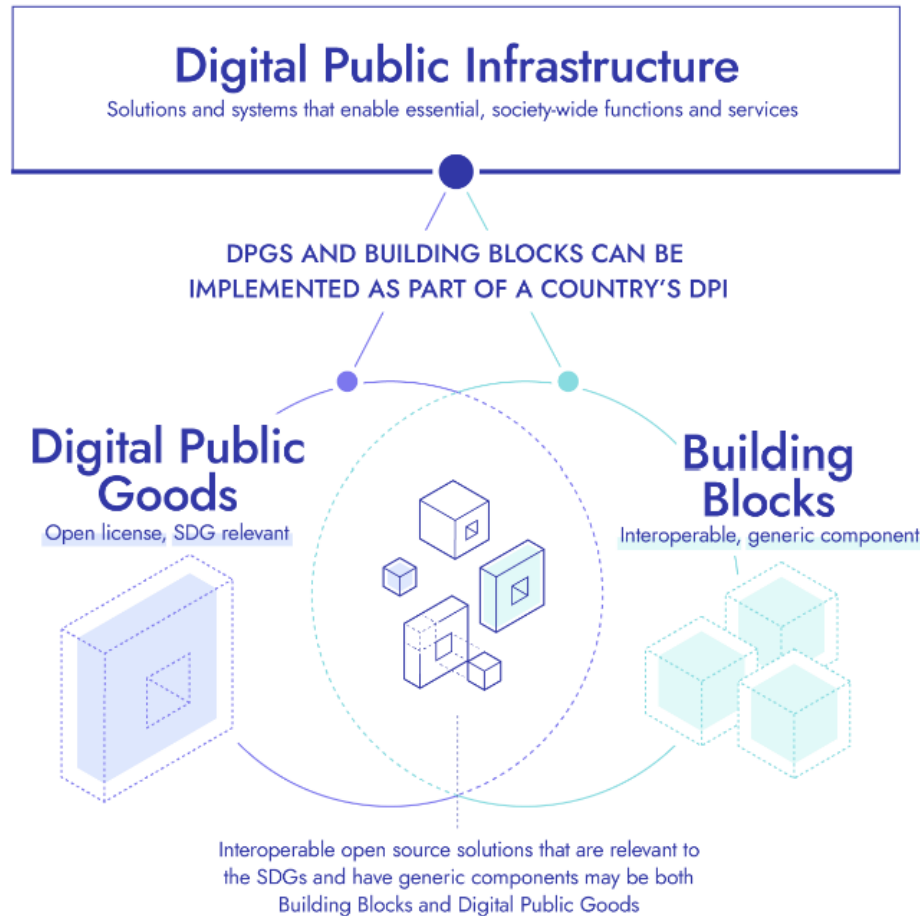 Digital Public Infrastructure
Solutions and systems that enable essential, society-wide functions and services
DPGS AND BUILDING BLOCKS CAN BE
IMPLEMENTED AS PART OF A COUNTRY'S DPI
Digital Public
Goods
Open license, SDG relevant
Building
Blocks
Interoperable, generic component
Interoperable open source solutions that are relevant to
the SDGs and have generic components may be both
Building Blocks and Digital Public Goods